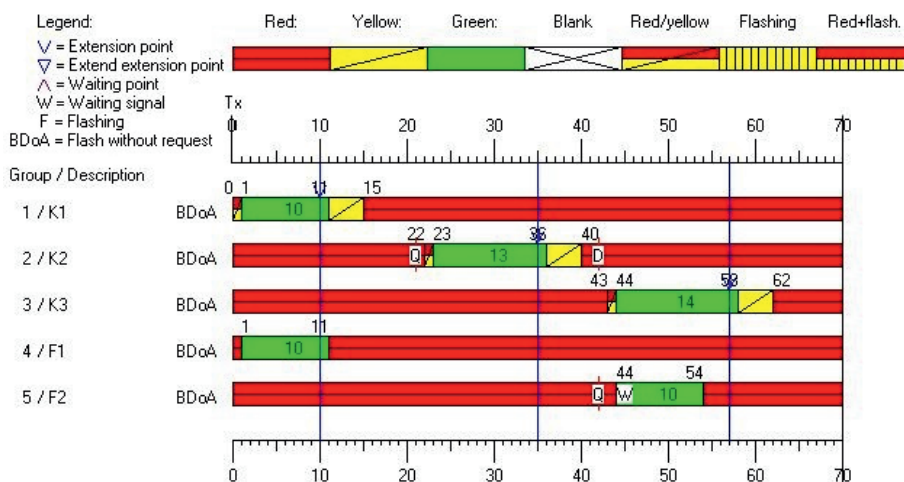 Legend: Red: Yellow: Green: Blank Red/yellow Flashing Red+flash.
V = Extension point
▽ = Extend extension point
Λ = Waiting point
W = Waiting signal
F = Flashing
BDoA = Flash without request
Tx
0 10 20 30 40 50 60 70
Group / Description
0 1 11 15
1 / K1 BDoA 10
22 23 36 40
2 / K2 BDoA Q 13 D
43 44 58 62
3 / K3 BDoA 14
1 11
4 / F1 BDoA 10
44 54
5 / F2 BDoA Q W 10
0 10 20 30 40 50 60 70